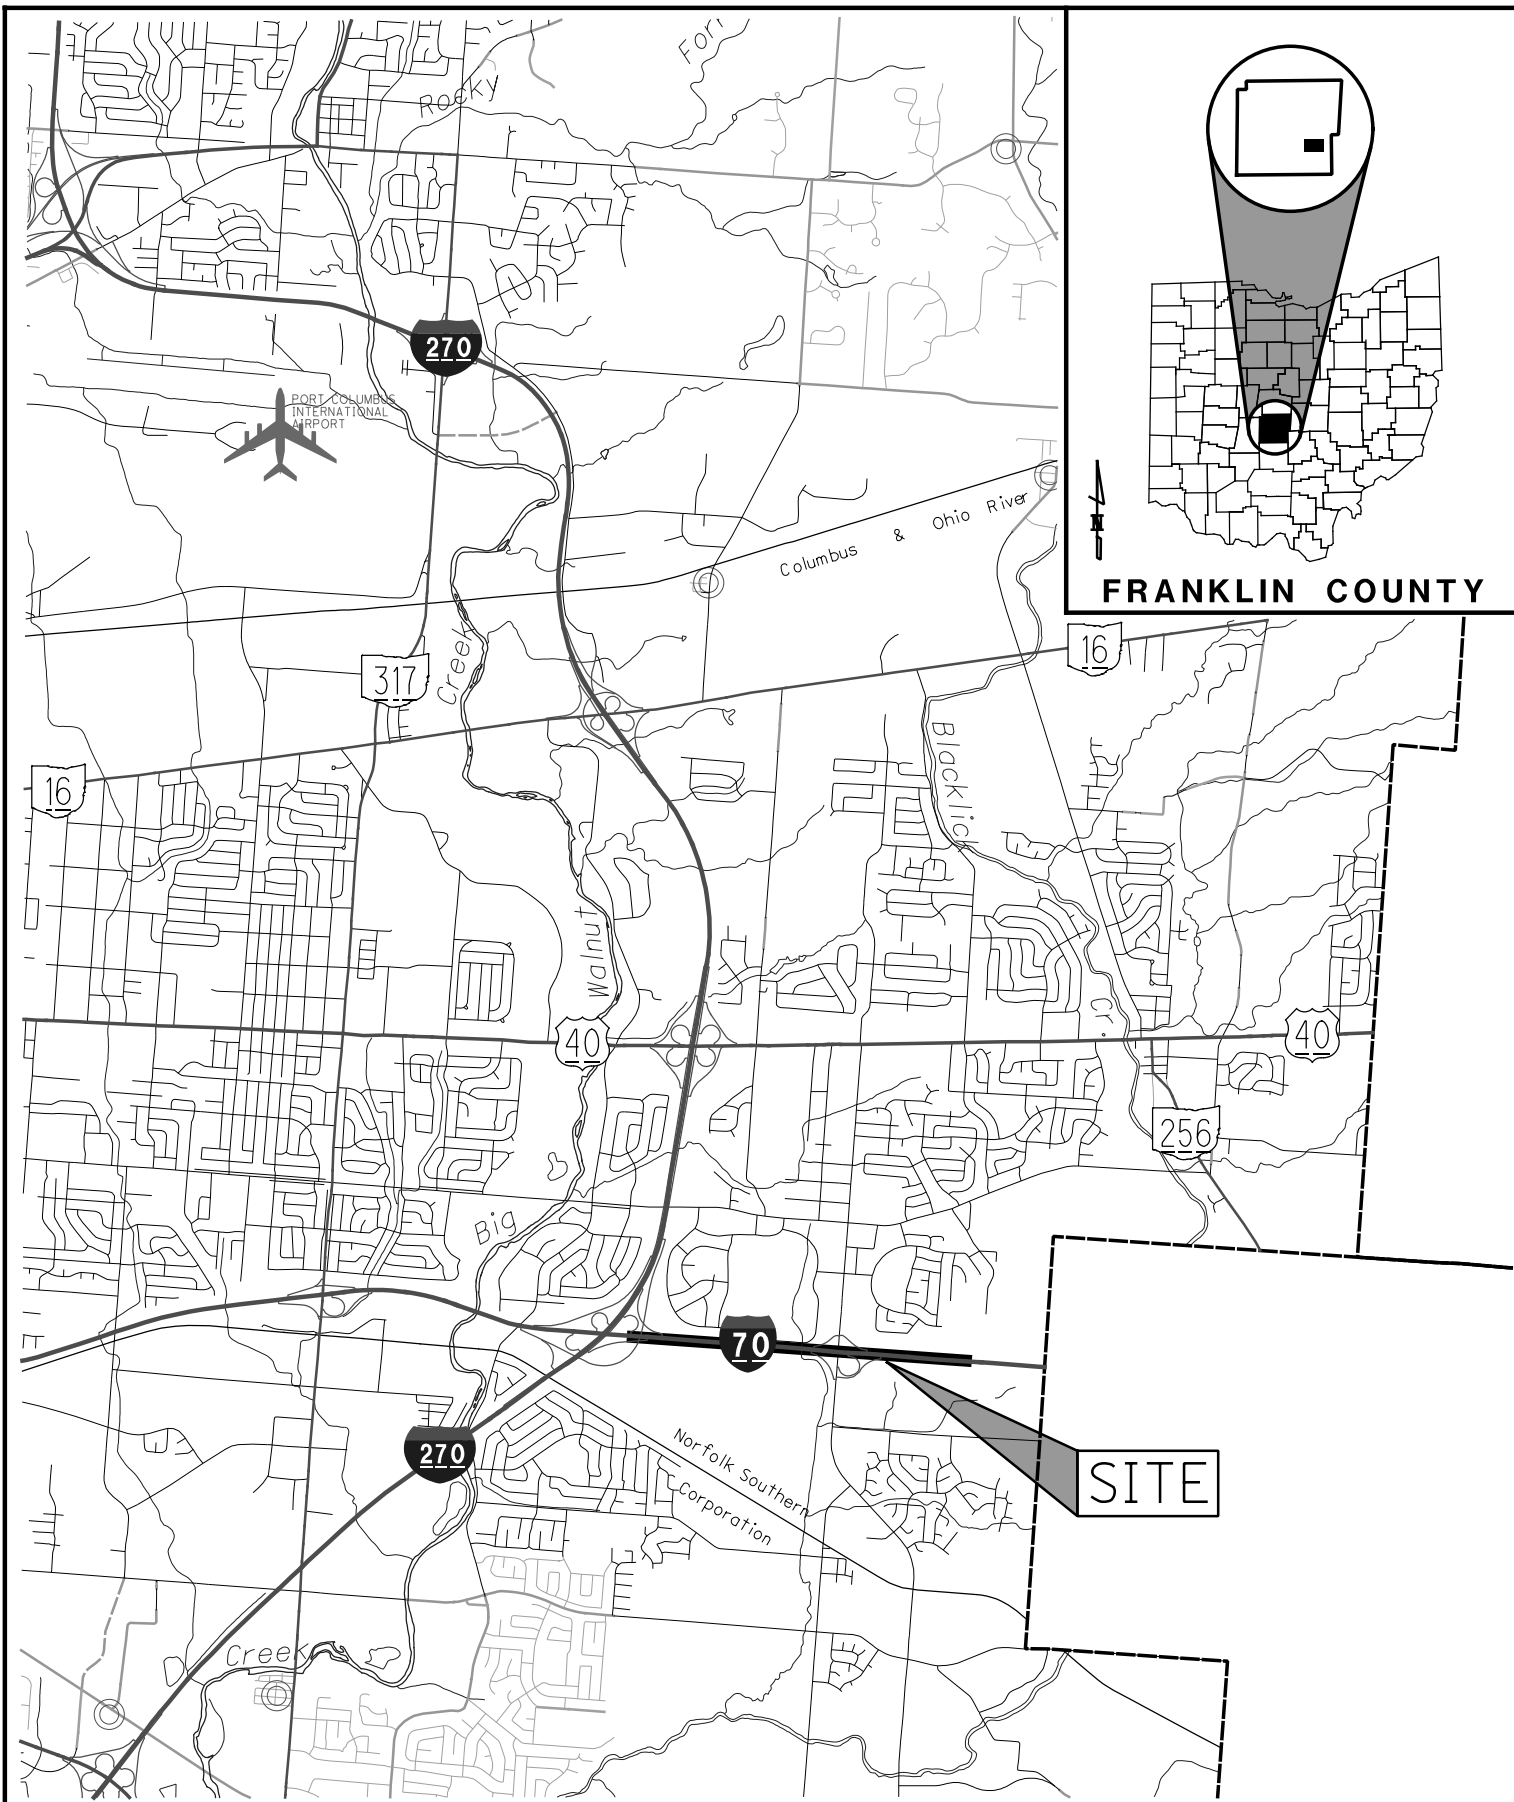 Rocky
Fork
270
PORT COLUMBUS
INTERNATIONAL
AIRPORT
N
FRANKLIN COUNTY
Columbus & Ohio River
Creek
317
16
16
Blacklick
Walnut
Cr.
40
40
256
Big
70
270
Norfolk Southern
Corporation
SITE
Creek